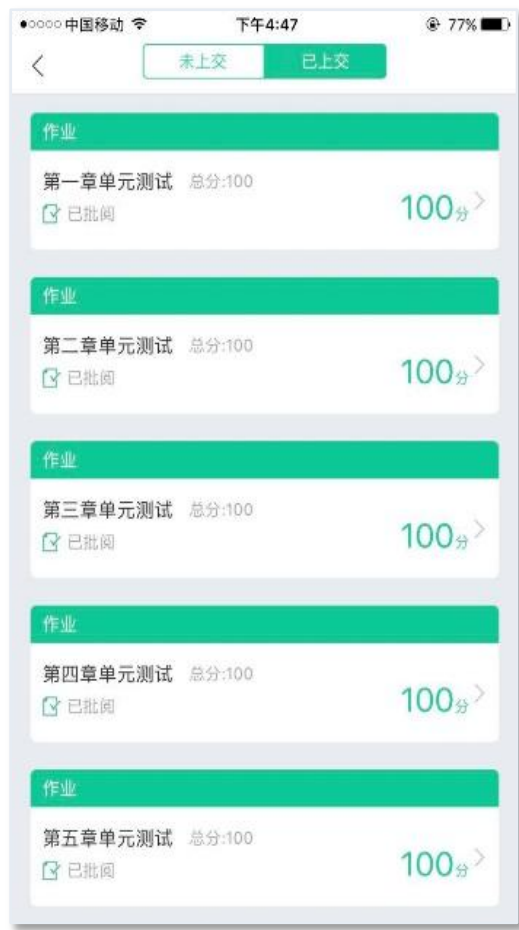 中国移动 下午4:47 77%
未上交 已上交
作业
第一章单元测试 总分:100
已批阅 100分
作业
第二章单元测试 总分:100
已批阅 100分
作业
第三章单元测试 总分:100
已批阅 100分
作业
第四章单元测试 总分:100
已批阅 100分
作业
第五章单元测试 总分:100
已批阅 100分